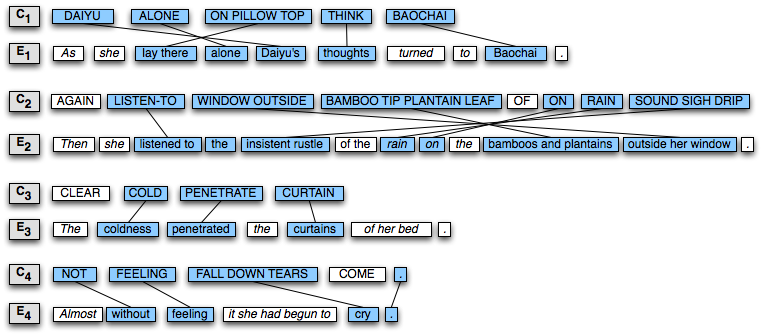 C1 DAIYU ALONE ON PILLOW TOP THINK BAOCHAI
E1 As she lay there alone Daiyu's thoughts turned to Baochai .
C2 AGAIN LISTEN-TO WINDOW OUTSIDE BAMBOO TIP PLANTAIN LEAF OF ON RAIN SOUND SIGH DRIP
E2 Then she listened to the insistent rustle of the rain on the bamboos and plantains outside her window .
C3 CLEAR COLD PENETRATE CURTAIN
E3 The coldness penetrated the curtains of her bed .
C4 NOT FEELING FALL DOWN TEARS COME .
E4 Almost without feeling it she had begun to cry .